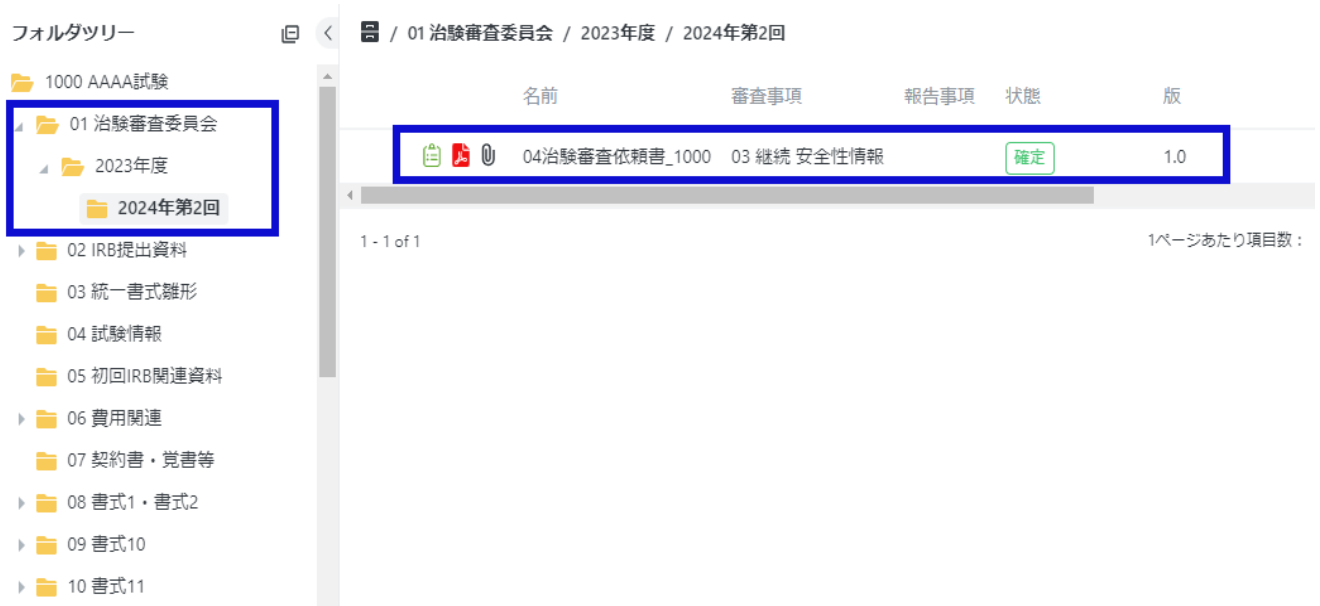 フォルダツリー
/ 01 治験審査委員会 / 2023年度 / 2024年第2回
1000 AAAA試験
01 治験審査委員会
2023年度
2024年第2回
02 IRB提出資料
03 統一書式雛形
04 試験情報
05 初回IRB関連資料
06 費用関連
07 契約書・覚書等
08 書式1・書式2
09 書式10
10 書式11
名前 審査事項 報告事項 状態 版
04治験審査依頼書_1000 03 継続 安全性情報 確定 1.0
1 - 1 of 1 1ページあたり項目数：